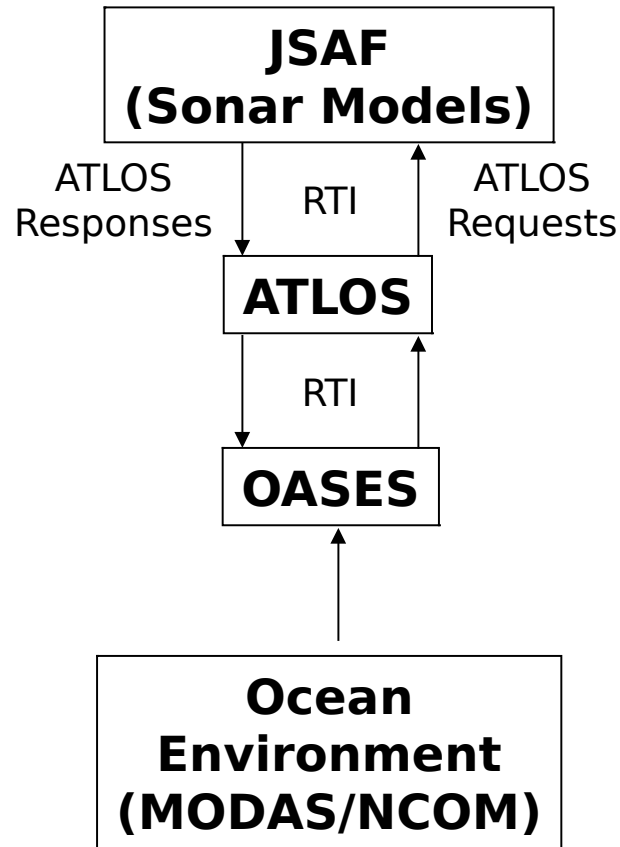 JSAF
(Sonar Models)
ATLOS
Responses
RTI
ATLOS
Requests
ATLOS
RTI
OASES
Ocean
Environment
(MODAS/NCOM)